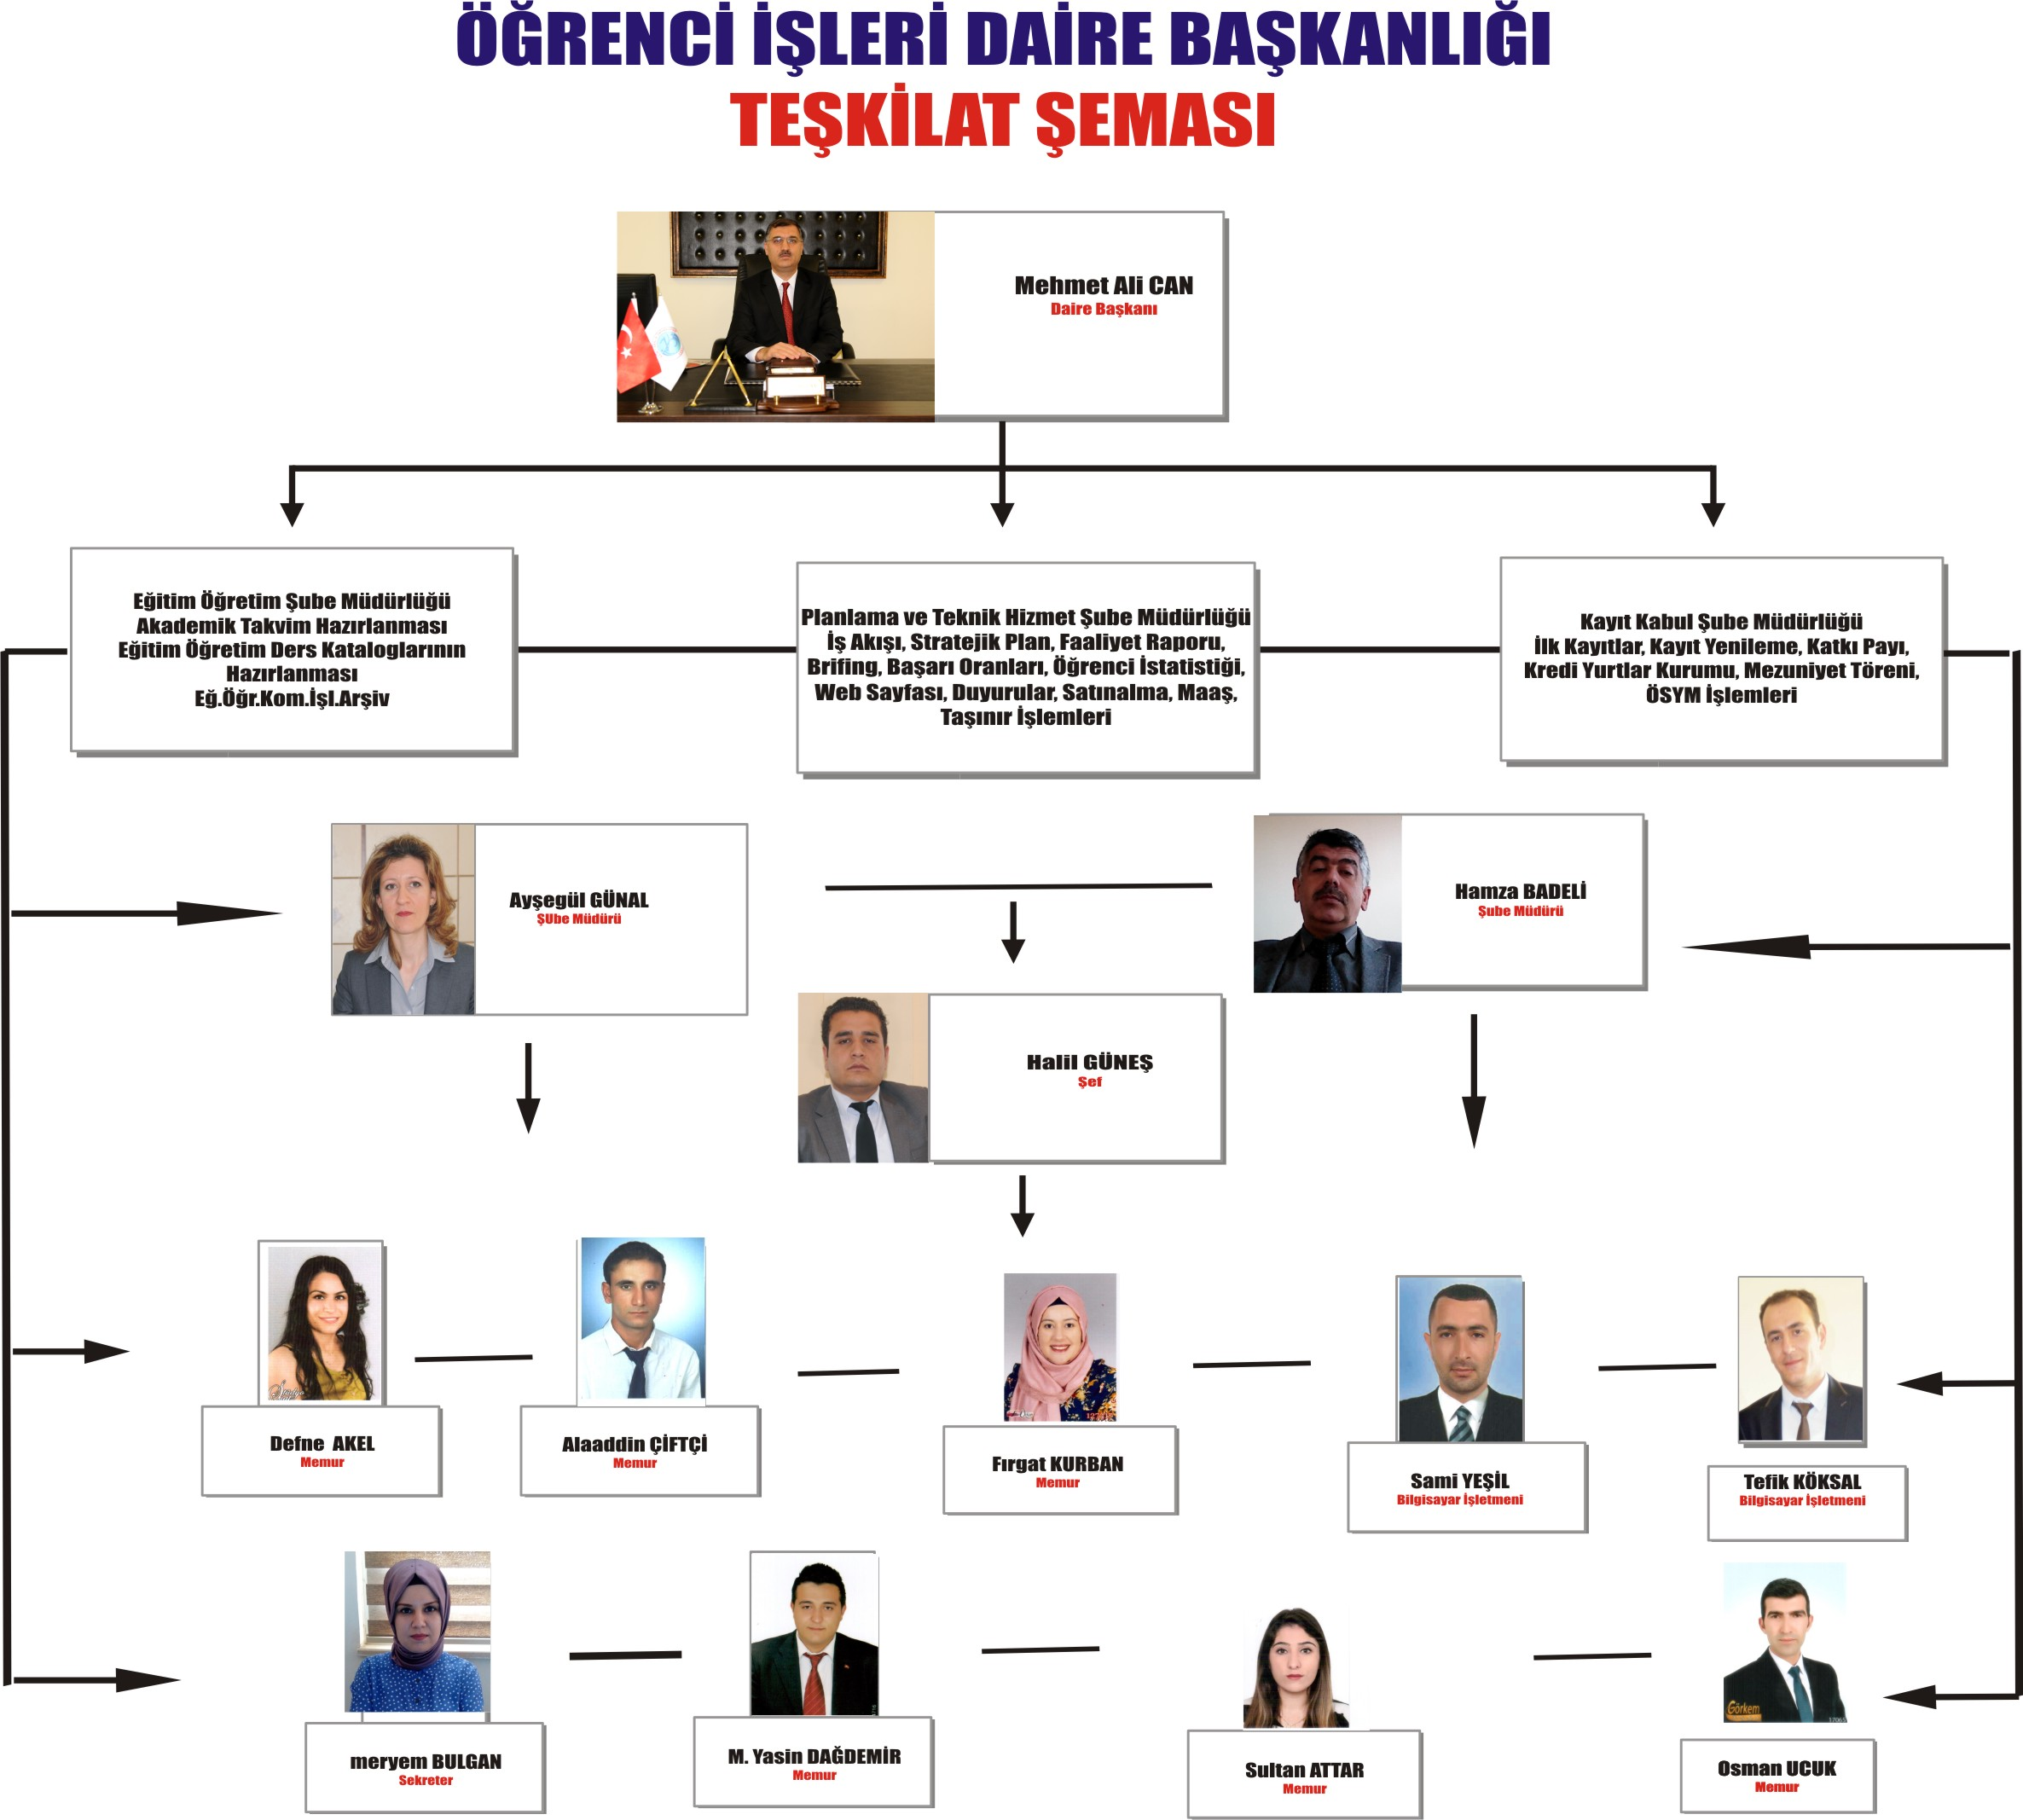 ÖĞRENCİ İŞLERİ DAİRE BAŞKANLIĞI
TEŞKİLAT ŞEMASI
Mehmet Ali CAN
Daire Başkanı
Eğitim Öğretim Şube Müdürlüğü
Akademik Takvim Hazırlanması
Eğitim Öğretim Ders Kataloglarının
Hazırlanması
Eğ.Öğr.Kom.İşl.Arşiv
Planlama ve Teknik Hizmet Şube Müdürlüğü
İş Akışı, Stratejik Plan, Faaliyet Raporu,
Brifing, Başarı Oranları, Öğrenci İstatistiği,
Web Sayfası, Duyurular, Satınalma, Maaş,
Taşınır İşlemleri
Kayıt Kabul Şube Müdürlüğü
İlk Kayıtlar, Kayıt Yenileme, Katkı Payı,
Kredi Yurtlar Kurumu, Mezuniyet Töreni,
ÖSYM İşlemleri
Ayşegül GÜNAL
ŞUbe Müdürü
Hamza BADELİ
Şube Müdürü
Halil GÜNEŞ
Şef
Defne AKEL
Memur
Alaaddin ÇİFTÇİ
Memur
Fırgat KURBAN
Memur
Sami YEŞİL
Bilgisayar İşletmeni
Tefik KÖKSAL
Bilgisayar İşletmeni
meryem BULGAN
Sekreter
M. Yasin DAĞDEMİR
Memur
Sultan ATTAR
Memur
Görkem
Osman UCUK
Memur